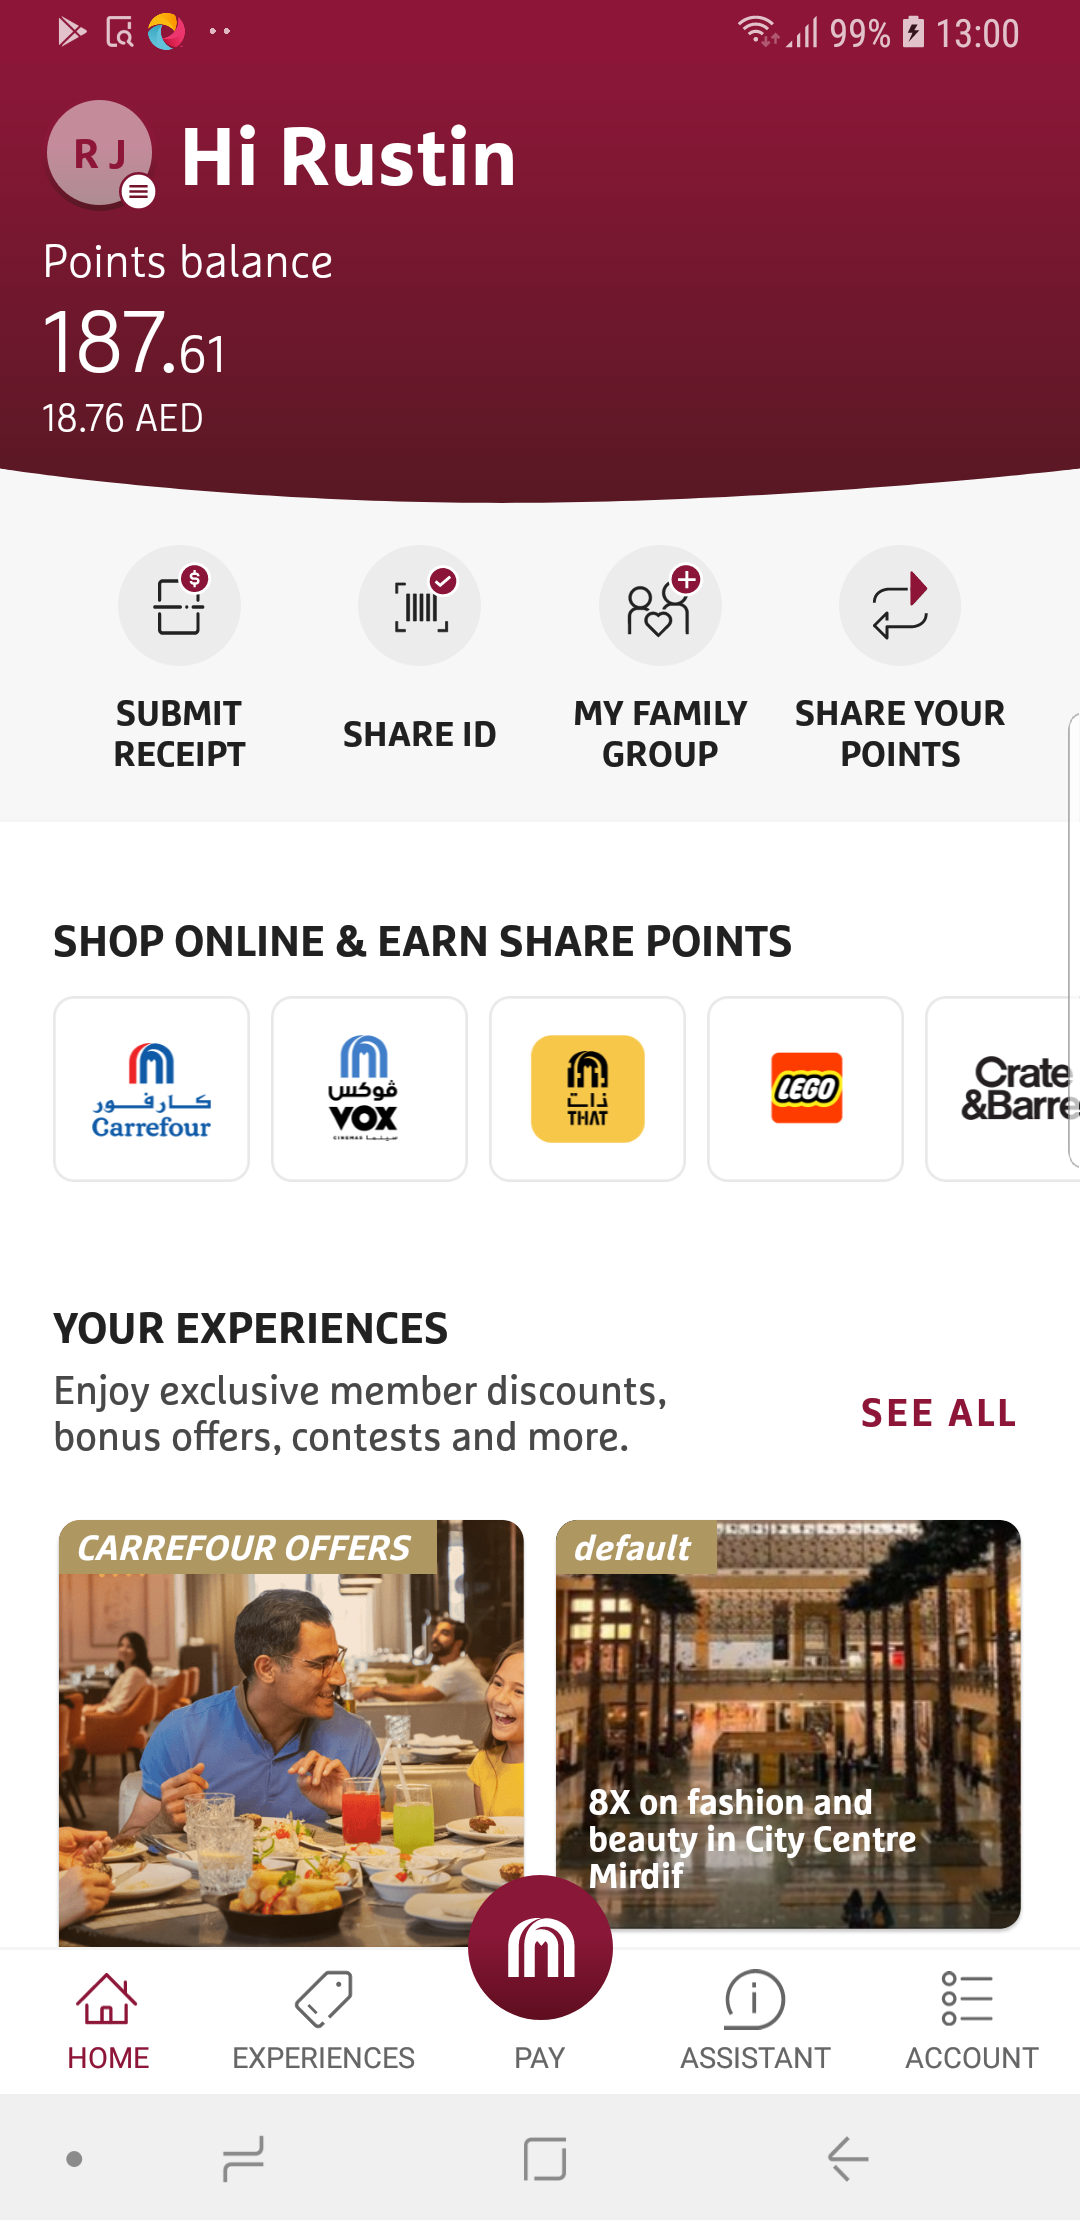 99% 13:00
R J
Hi Rustin
Points balance
187.61
18.76 AED
SUBMIT
RECEIPT
SHARE ID
MY FAMILY
GROUP
SHARE YOUR
POINTS
SHOP ONLINE & EARN SHARE POINTS
كارفور
Carrefour
ڤوكس
VOX
CINEMAS سينما
ذات
THAT
LEGO
Crate
&Barre
YOUR EXPERIENCES
Enjoy exclusive member discounts,
bonus offers, contests and more.
SEE ALL
CARREFOUR OFFERS
default
8X on fashion and
beauty in City Centre
Mirdif
HOME
EXPERIENCES
PAY
ASSISTANT
ACCOUNT